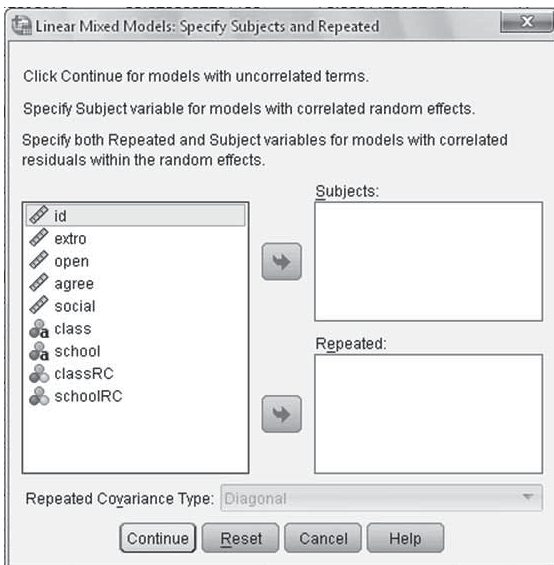 Linear Mixed Models: Specify Subjects and Repeated
Click Continue for models with uncorrelated terms.
Specify Subject variable for models with correlated random effects.
Specify both Repeated and Subject variables for models with correlated
residuals within the random effects.
Subjects:
id
extro
open
agree
social
a class
a school
classRC
schoolRC
Repeated:
Repeated Covariance Type: Diagonal
Continue Reset Cancel Help